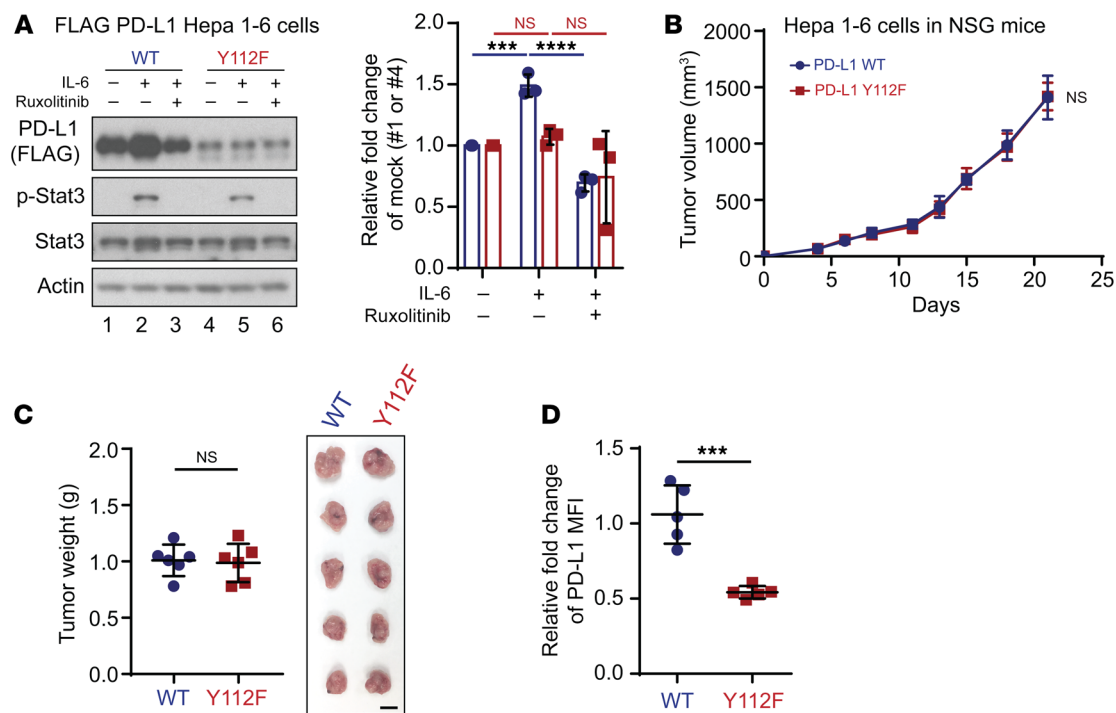 A
FLAG PD-L1 Hepa 1-6 cells
WT Y112F
IL-6 – + + – + +
Ruxolitinib – – + – – +
PD-L1
(FLAG)
p-Stat3
Stat3
Actin
1 2 3 4 5 6
Relative fold change
of mock (#1 or #4)
2.0
1.5
1.0
0.5
0.0
NS NS
*** ****
IL-6 – + +
Ruxolitinib – – +
B
Hepa 1-6 cells in NSG mice
Tumor volume (mm³)
2000
1500
1000
500
0
PD-L1 WT
PD-L1 Y112F
NS
0 5 10 15 20 25
Days
C
Tumor weight (g)
2.0
1.5
1.0
0.5
0.0
NS
WT Y112F
WT Y112F
D
Relative fold change
of PD-L1 MFI
1.5
1.0
0.5
0.0
***
WT Y112F